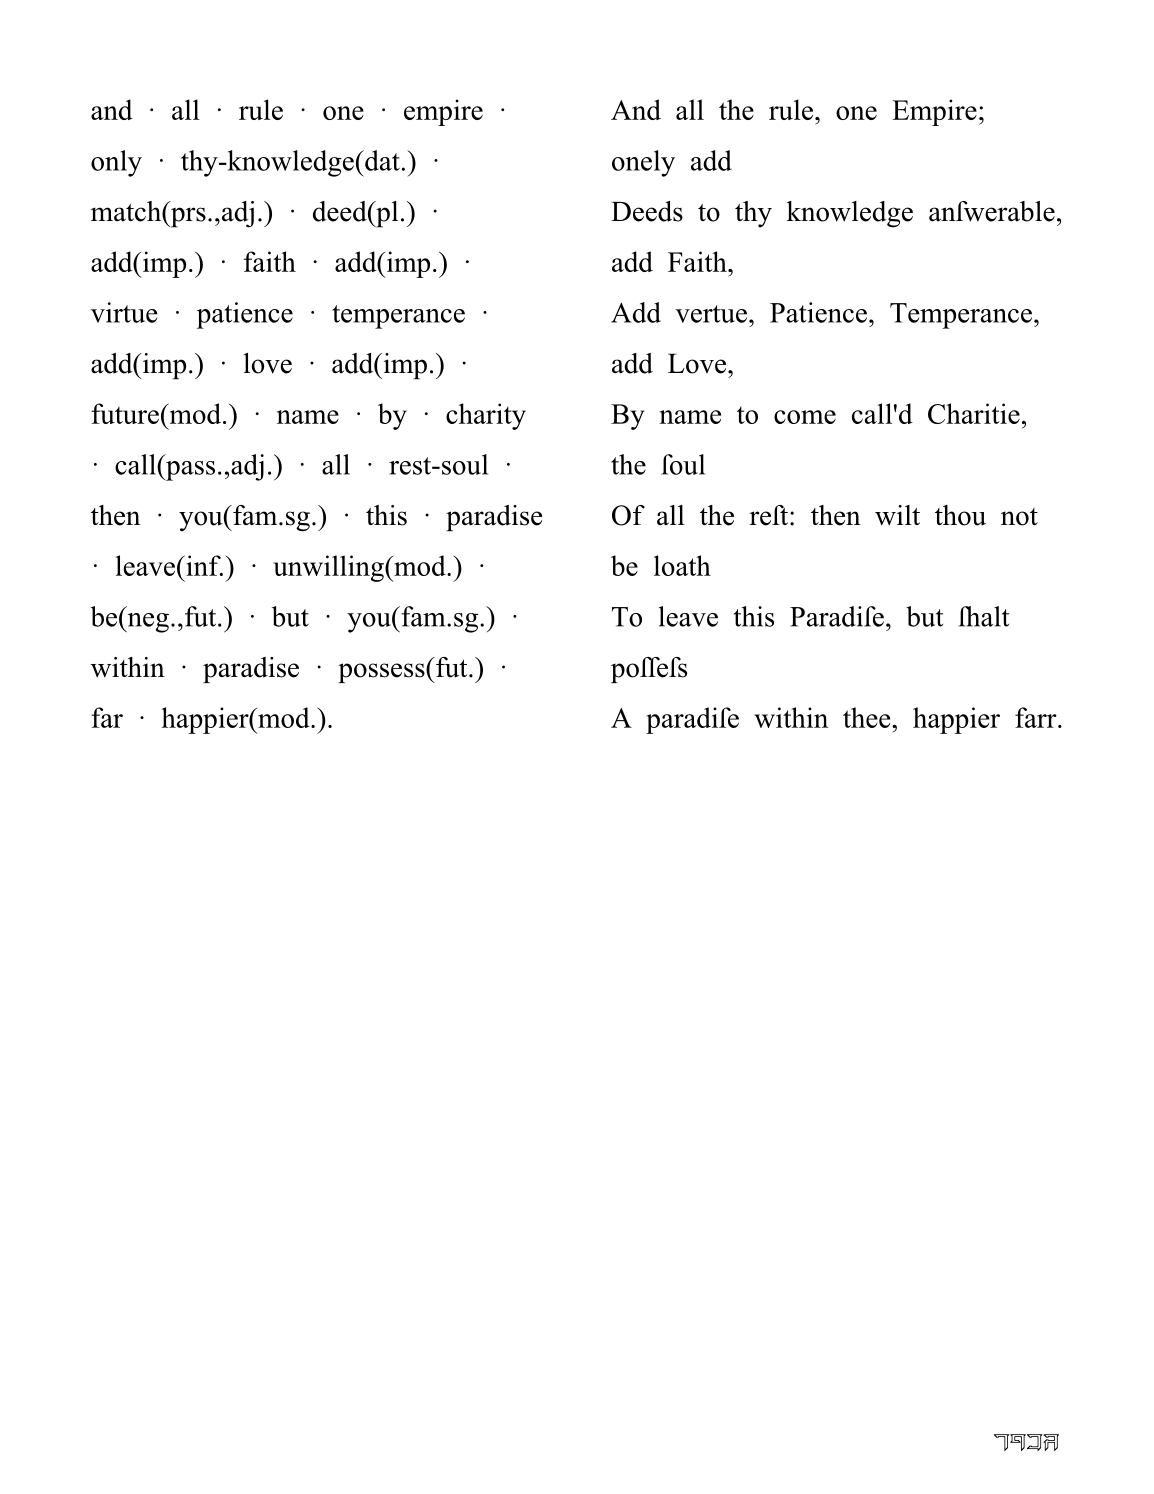 and · all · rule · one · empire ·
only · thy-knowledge(dat.) ·
match(prs.,adj.) · deed(pl.) ·
add(imp.) · faith · add(imp.) ·
virtue · patience · temperance ·
add(imp.) · love · add(imp.) ·
future(mod.) · name · by · charity
· call(pass.,adj.) · all · rest-soul ·
then · you(fam.sg.) · this · paradise
· leave(inf.) · unwilling(mod.) ·
be(neg.,fut.) · but · you(fam.sg.) ·
within · paradise · possess(fut.) ·
far · happier(mod.).
And all the rule, one Empire;
onely add
Deeds to thy knowledge anſwerable,
add Faith,
Add vertue, Patience, Temperance,
add Love,
By name to come call'd Charitie,
the ſoul
Of all the reſt: then wilt thou not
be loath
To leave this Paradiſe, but ſhalt
poſſeſs
A paradiſe within thee, happier farr.